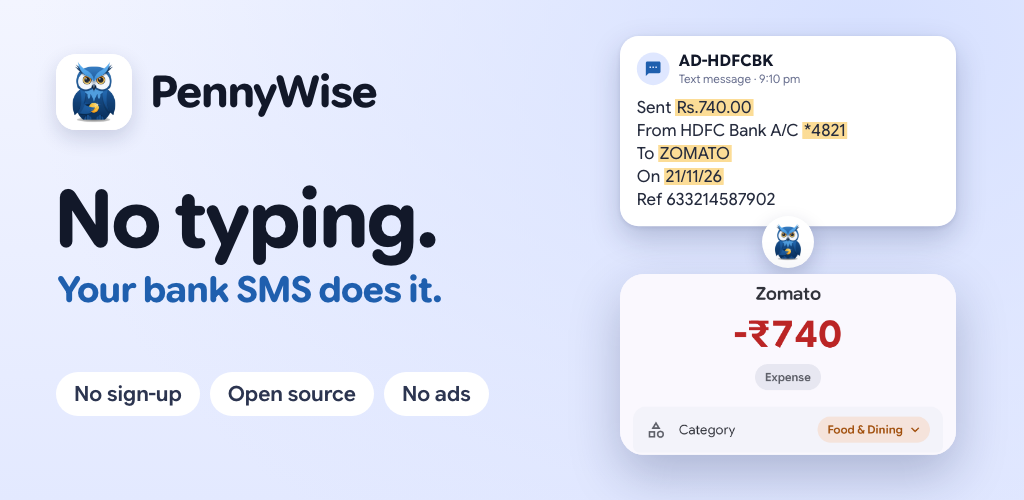 PennyWise
No typing.
Your bank SMS does it.
No sign-up
Open source
No ads
AD-HDFCBK
Text message · 9:10 pm
Sent Rs.740.00
From HDFC Bank A/C *4821
To ZOMATO
On 21/11/26
Ref 633214587902
Zomato
-₹740
Expense
Category
Food & Dining